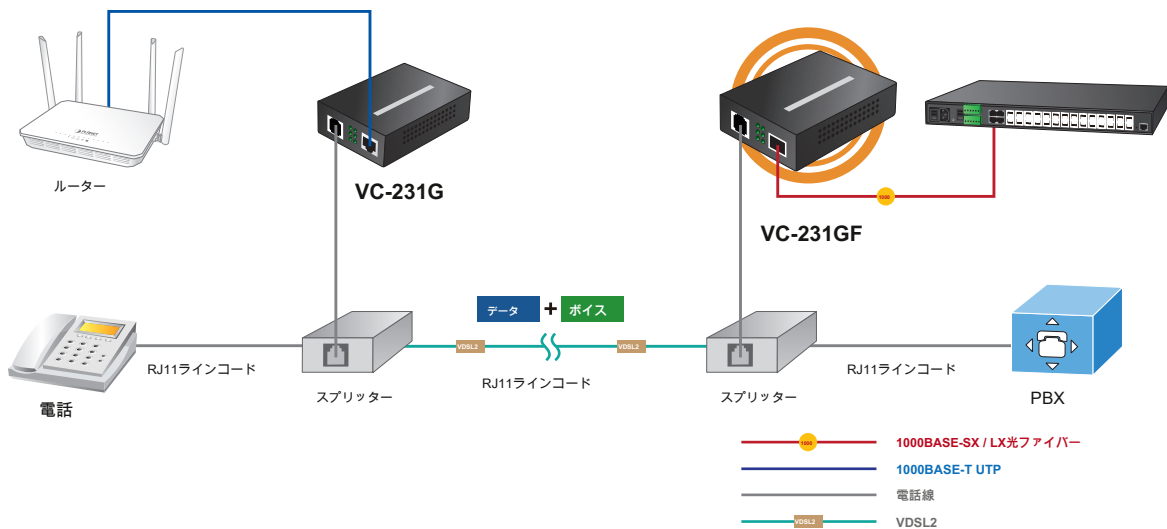 ルーター
VC-231G
VC-231GF
1000
データ + ボイス
VDSL2
VDSL2
電話
RJ11ラインコード
スプリッター
RJ11ラインコード
スプリッター
RJ11ラインコード
PBX
1000
1000BASE-SX / LX光ファイバー
1000BASE-T UTP
電話線
VDSL2
VDSL2